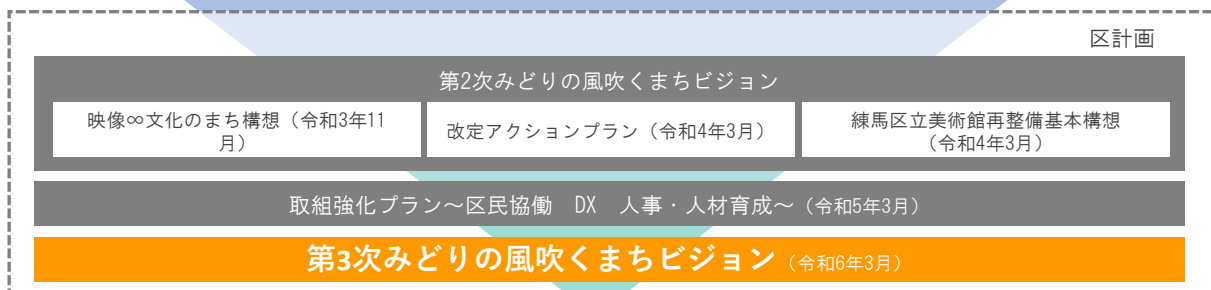 区計画
第2次みどりの風吹くまちビジョン
映像∞文化のまち構想（令和3年11
月）
改定アクションプラン（令和4年3月）
練馬区立美術館再整備基本構想
（令和4年3月）
取組強化プラン～区民協働　DX　人事・人材育成～（令和5年3月）
第3次みどりの風吹くまちビジョン（令和6年3月）